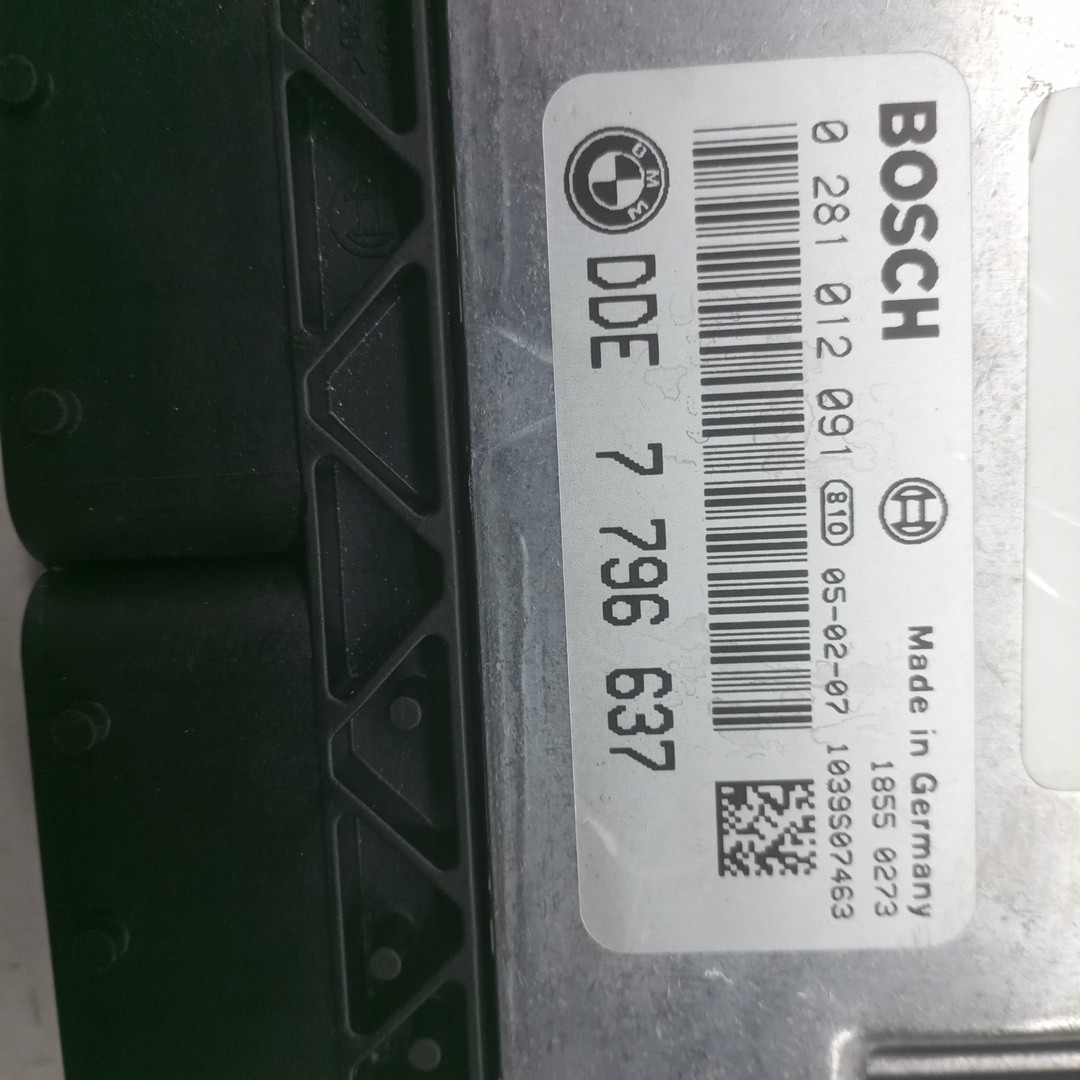 BOSCH
Made in Germany
1855 0273
0 281 012 091 810 05-02-07 1039S07463
BMW
DDE 7 796 637